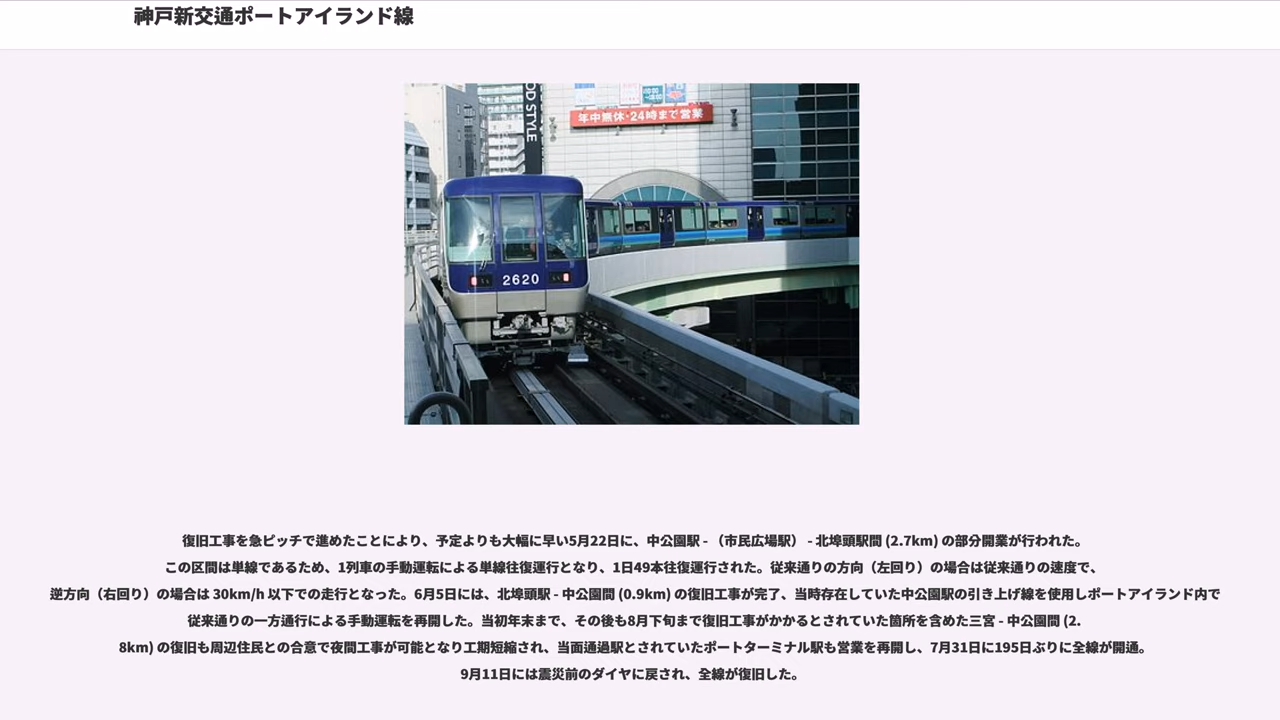 神戸新交通ポートアイランド線
OD STYLE
年中無休・24時まで営業
2620
復旧工事を急ピッチで進めたことにより、予定よりも大幅に早い5月22日に、中公園駅 - （市民広場駅） - 北埠頭駅間 (2.7km) の部分開業が行われた。
この区間は単線であるため、1列車の手動運転による単線往復運行となり、1日49本往復運行された。従来通りの方向（左回り）の場合は従来通りの速度で、
逆方向（右回り）の場合は 30km/h 以下での走行となった。6月5日には、北埠頭駅 - 中公園間 (0.9km) の復旧工事が完了、当時存在していた中公園駅の引き上げ線を使用しポートアイランド内で
従来通りの一方通行による手動運転を再開した。当初年末まで、その後も8月下旬まで復旧工事がかかるとされていた箇所を含めた三宮 - 中公園間 (2.
8km) の復旧も周辺住民との合意で夜間工事が可能となり工期短縮され、当面通過駅とされていたポートターミナル駅も営業を再開し、7月31日に195日ぶりに全線が開通。
9月11日には震災前のダイヤに戻され、全線が復旧した。